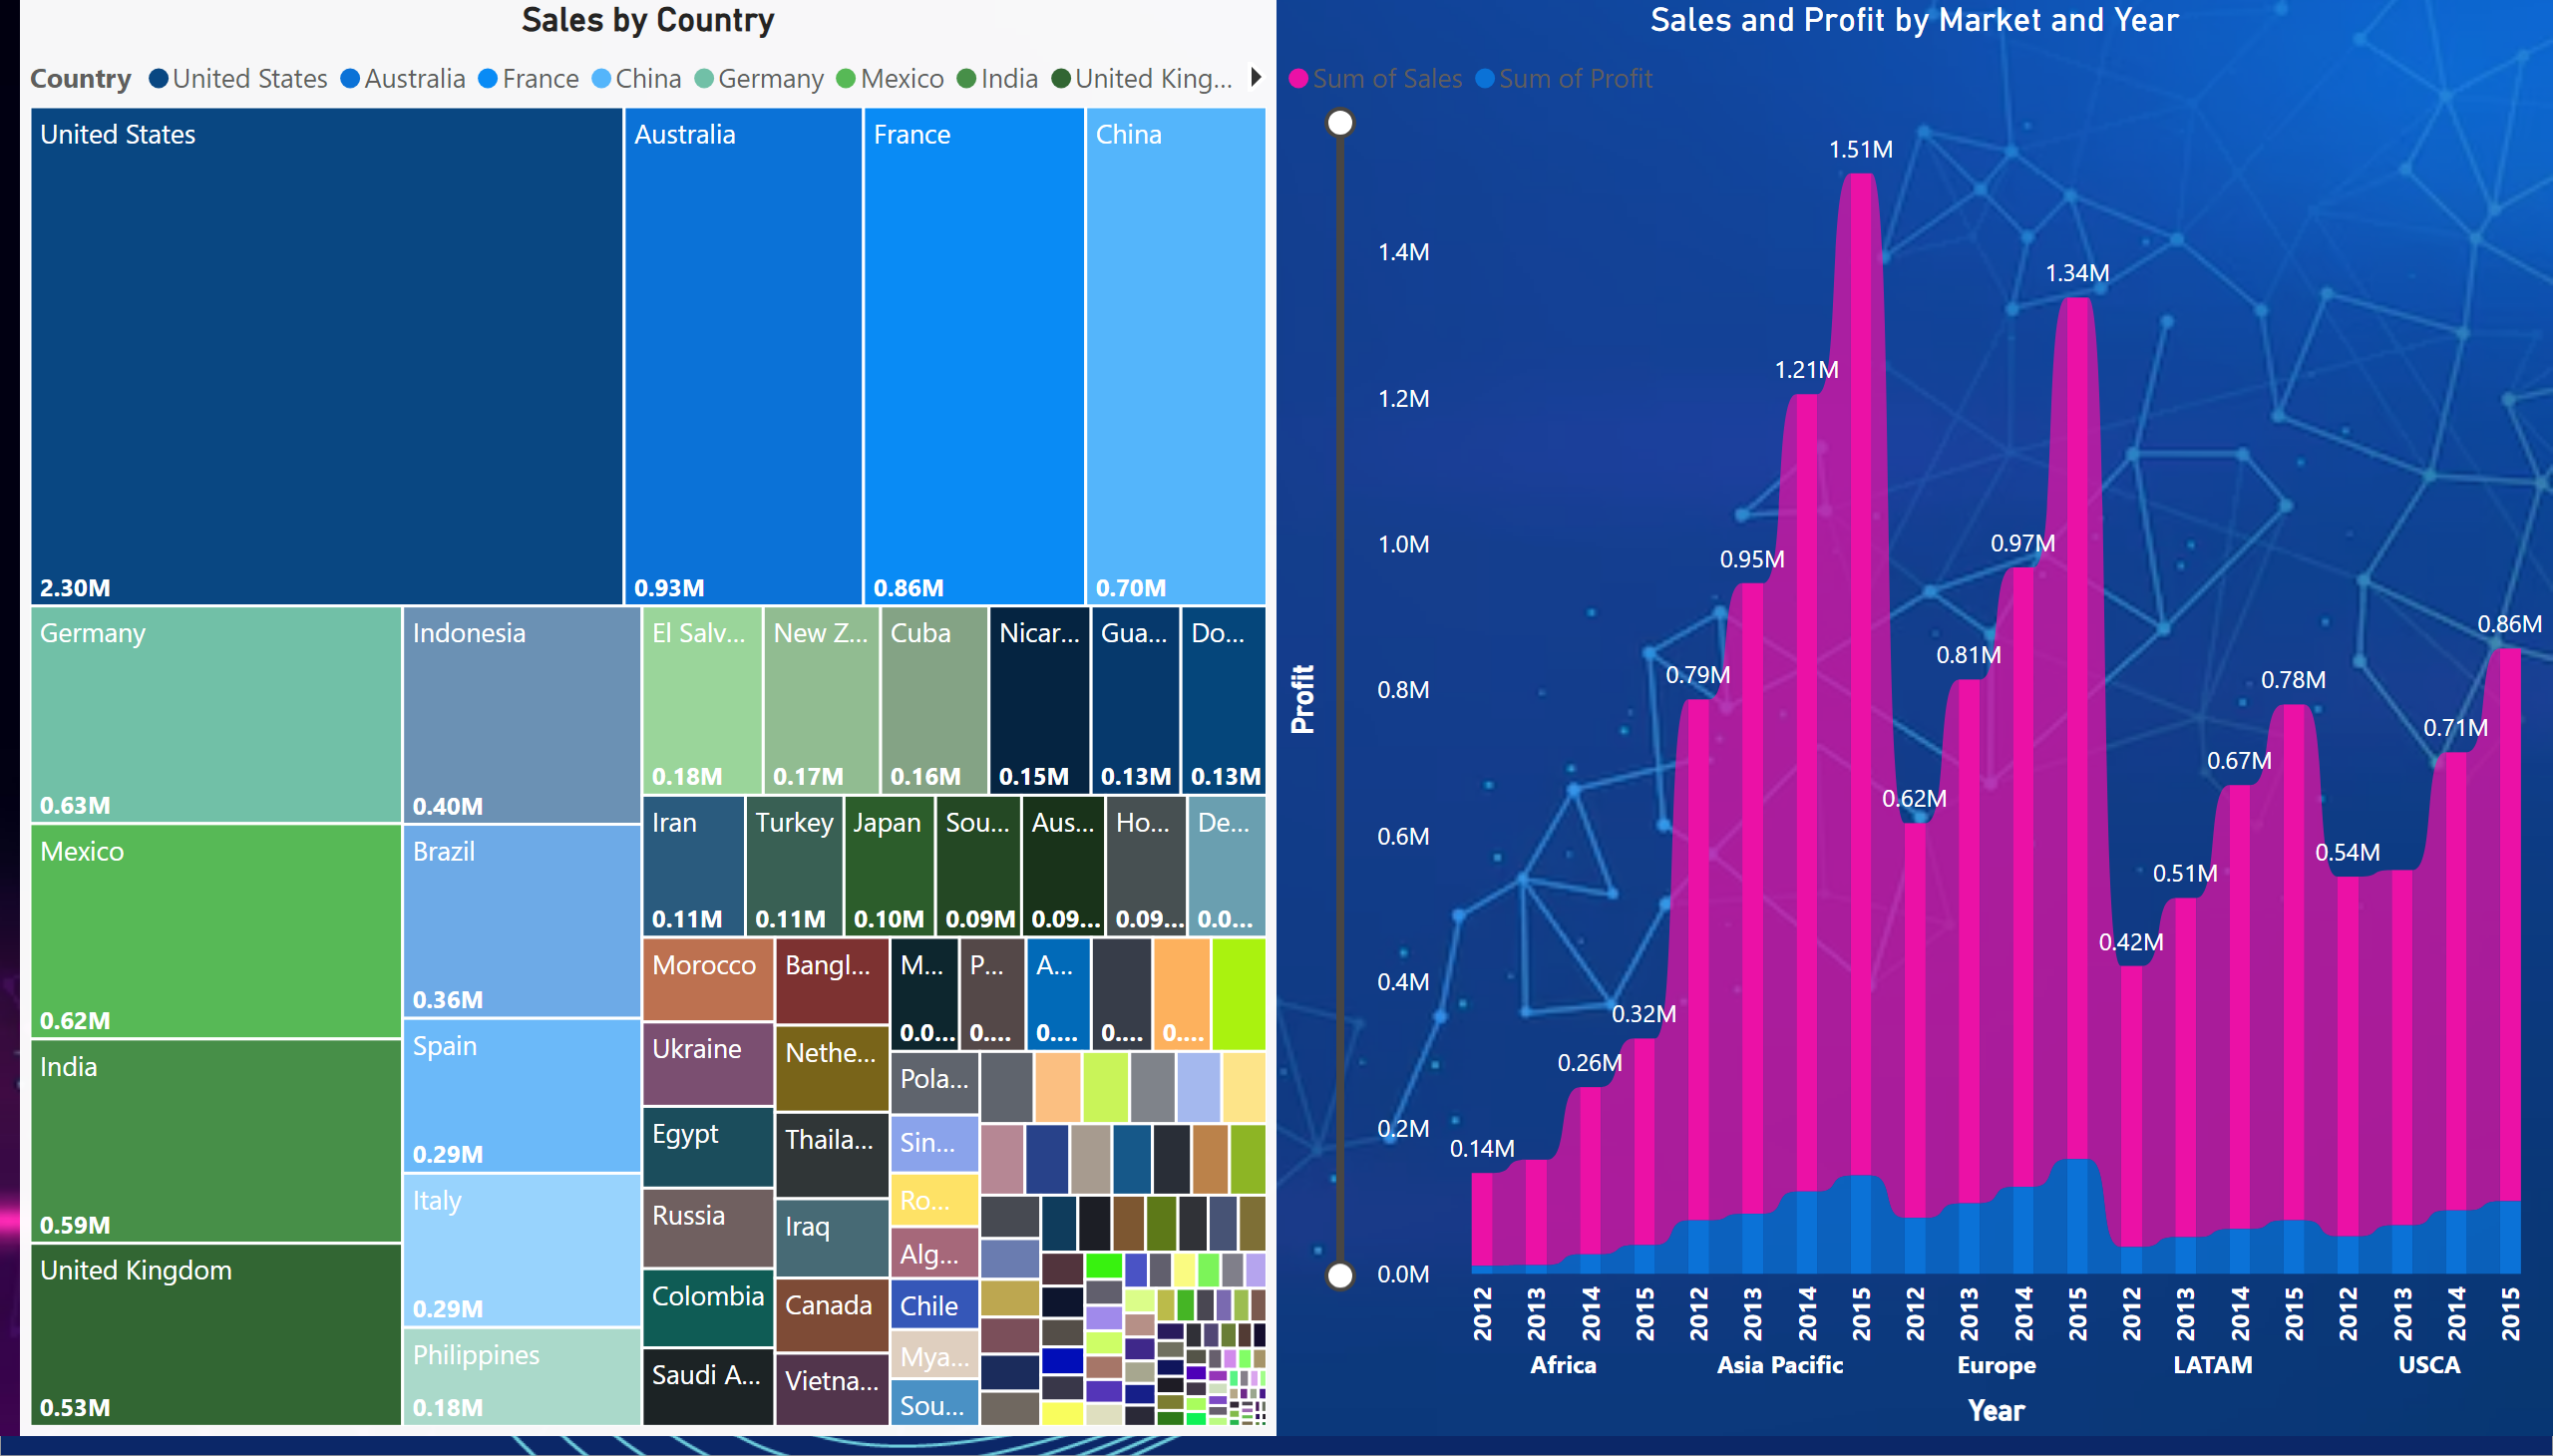 Sales by Country
Country United States Australia France China Germany Mexico India United King...
United States
2.30M
Australia
0.93M
France
0.86M
China
0.70M
Germany
0.63M
Mexico
0.62M
India
0.59M
United Kingdom
0.53M
Indonesia
0.40M
Brazil
0.36M
Spain
0.29M
Italy
0.29M
Philippines
0.18M
El Salv...
0.18M
New Z...
0.17M
Cuba
0.16M
Nicar...
0.15M
Gua...
0.13M
Do...
0.13M
Iran
0.11M
Turkey
0.11M
Japan
0.10M
Sou...
0.09M
Aus...
0.09...
Ho...
0.09...
De...
0.0...
Morocco
Ukraine
Egypt
Russia
Colombia
Saudi A...
Bangl...
Nethe...
Thaila...
Iraq
Canada
Vietna...
M...
0.0...
P...
0....
A...
0....
0....
0....
Pola...
Sin...
Ro...
Alg...
Chile
Mya...
Sou...
Sales and Profit by Market and Year
Sum of Sales Sum of Profit
Profit
1.4M
1.2M
1.0M
0.8M
0.6M
0.4M
0.2M
0.0M
0.14M
0.26M
0.32M
0.79M
0.95M
1.21M
1.51M
0.62M
0.81M
0.97M
1.34M
0.42M
0.51M
0.67M
0.78M
0.54M
0.71M
0.86M
2012 2013 2014 2015 2012 2013 2014 2015 2012 2013 2014 2015 2012 2013 2014 2015 2012 2013 2014 2015
Africa Asia Pacific Europe LATAM USCA
Year